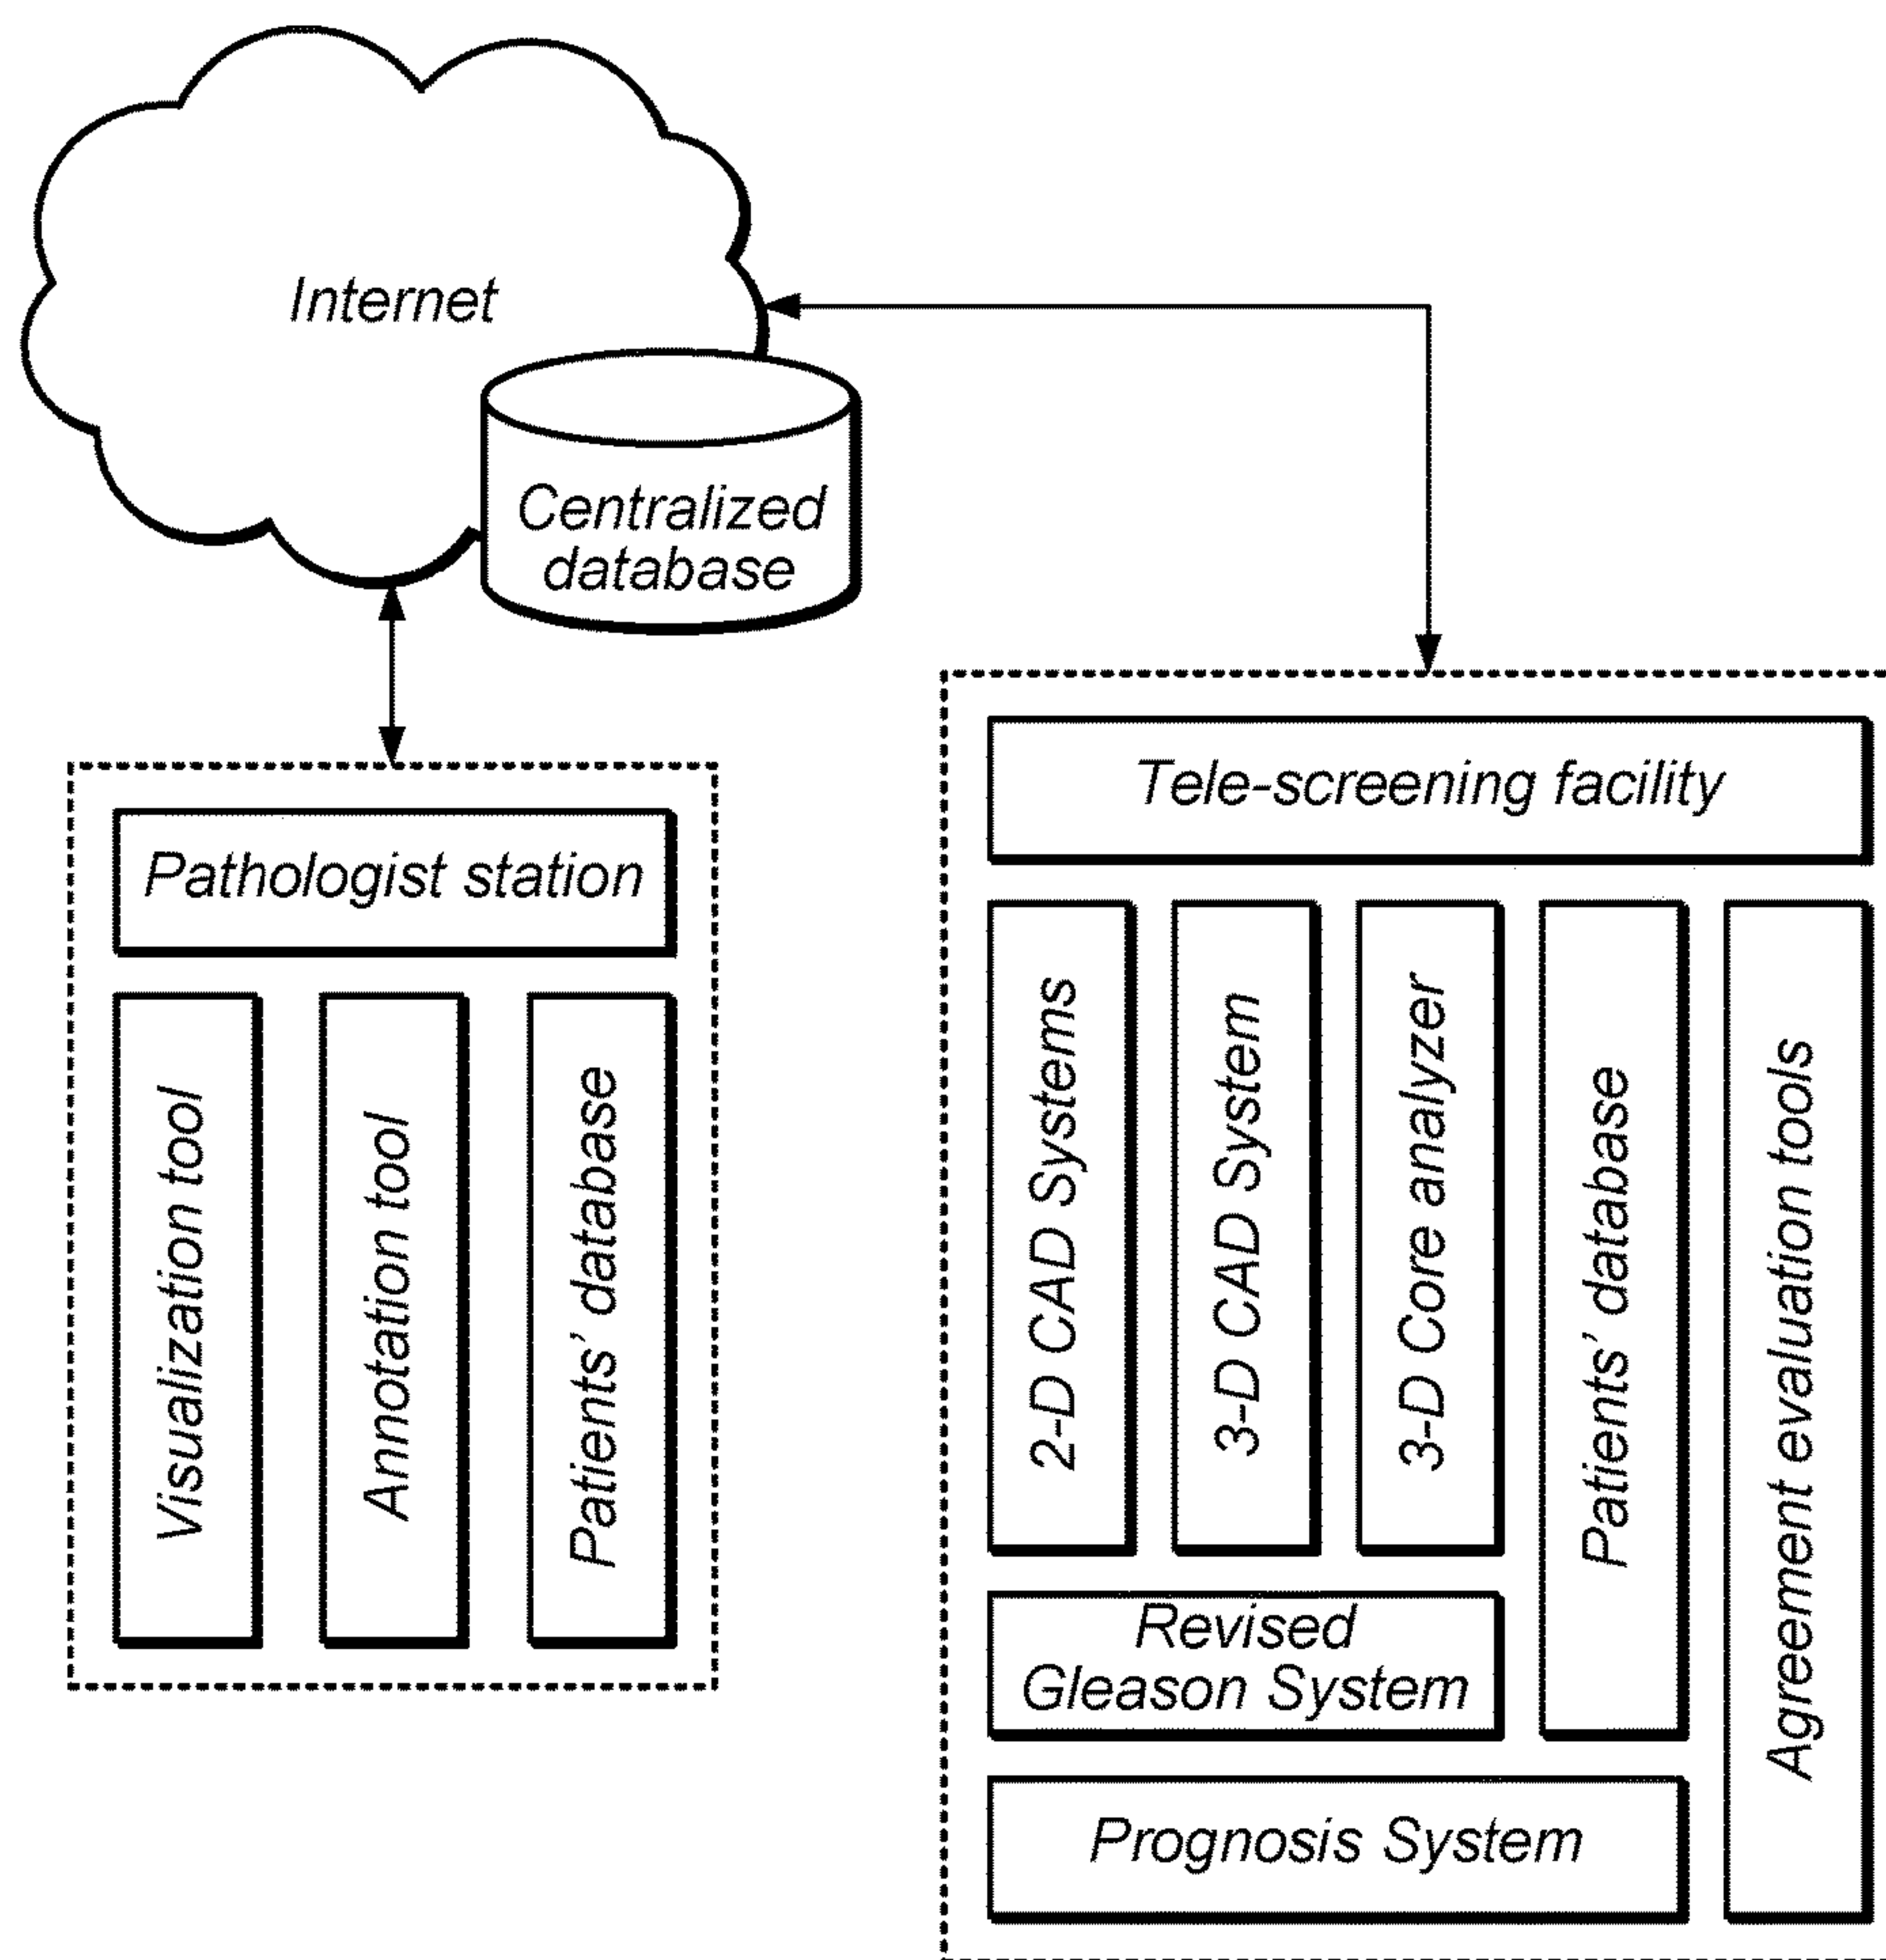 Internet
Centralized
database
Pathologist station
Visualization tool
Annotation tool
Patients’ database
Tele-screening facility
2-D CAD Systems
3-D CAD System
3-D Core analyzer
Patients’ database
Agreement evaluation tools
Revised
Gleason System
Prognosis System